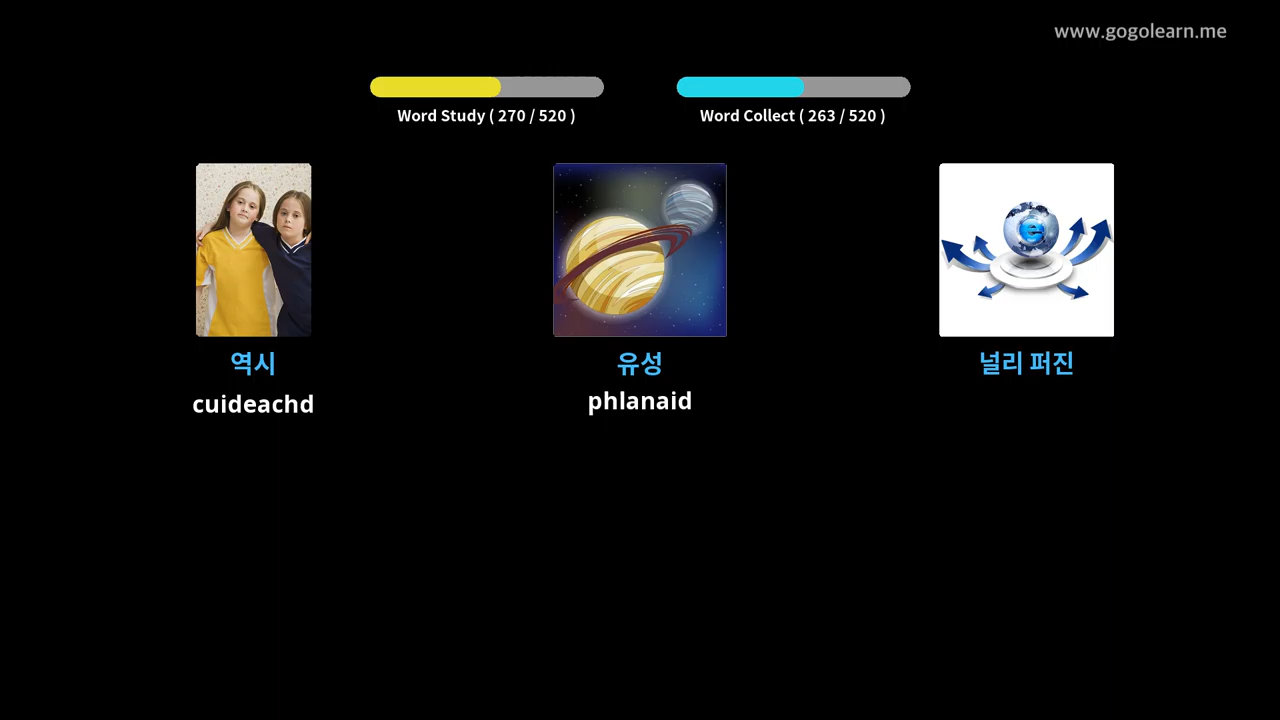 www.gogolearn.me
Word Study ( 270 / 520 )
Word Collect ( 263 / 520 )
역시
유성
널리 퍼진
cuideachd
phlanaid
e